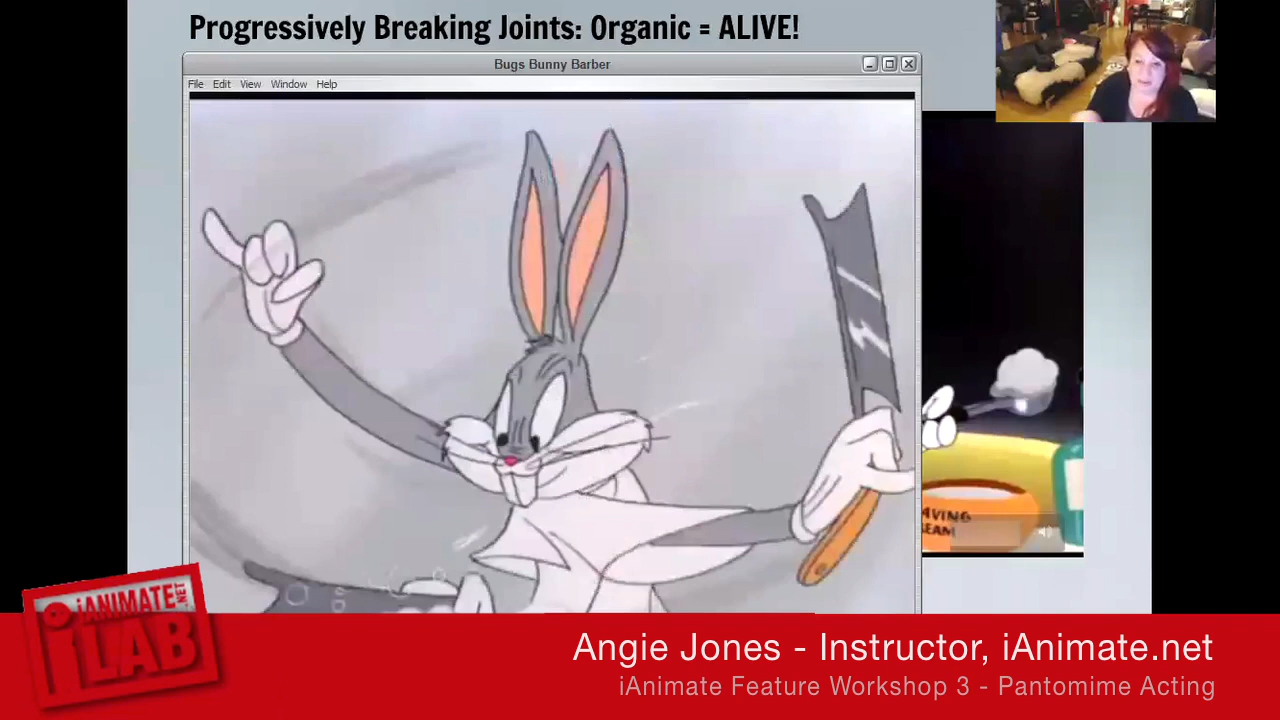 Progressively Breaking Joints: Organic = ALIVE!
Bugs Bunny Barber
File Edit View Window Help
AVING
EAM
iANIMATE.NET
iLAB
Angie Jones - Instructor, iAnimate.net
iAnimate Feature Workshop 3 - Pantomime Acting